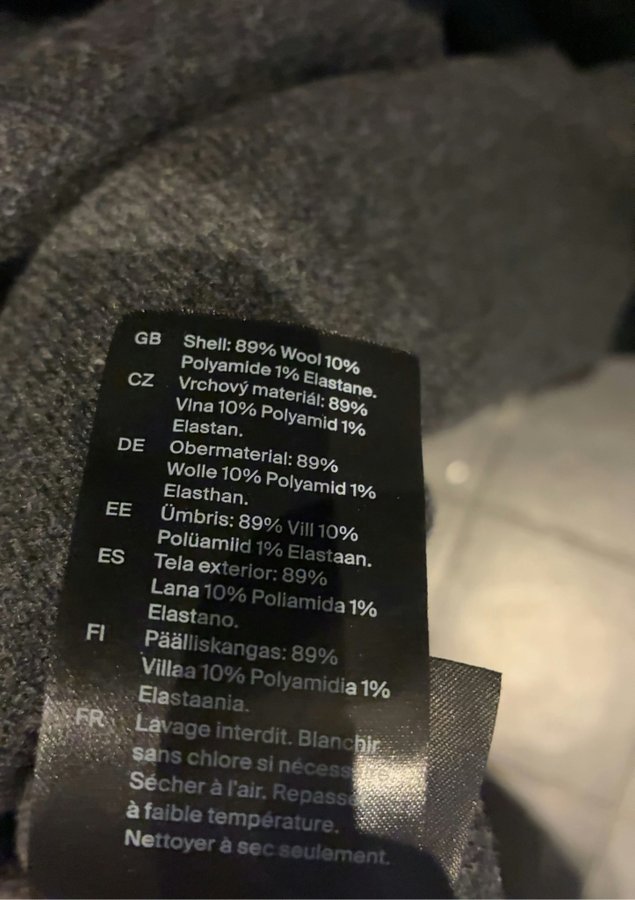 GB Shell: 89% Wool 10%
Polyamide 1% Elastane.
CZ Vrchový materiál: 89%
Vlna 10% Polyamid 1%
Elastan.
DE Obermaterial: 89%
Wolle 10% Polyamid 1%
Elasthan.
EE Ümbris: 89% Vill 10%
Polüamiid 1% Elastaan.
ES Tela exterior: 89%
Lana 10% Poliamida 1%
Elastano.
FI Päälliskangas: 89%
Villaa 10% Polyamidia 1%
Elastaania.
FR Lavage interdit. Blanchir
sans chlore si nécessaire.
Sécher à l'air. Repasser
à faible température.
Nettoyer à sec seulement.